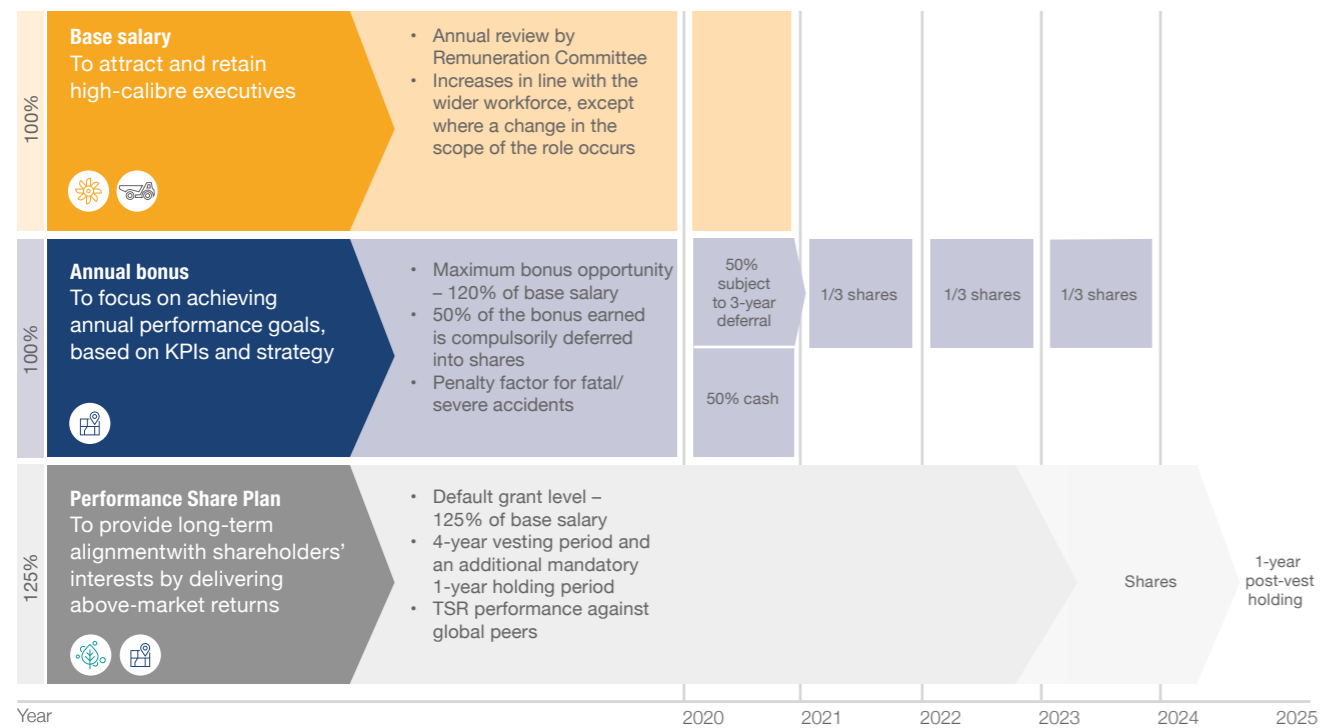 100%
Base salary
To attract and retain
high-calibre executives
• Annual review by
Remuneration Committee
• Increases in line with the
wider workforce, except
where a change in the
scope of the role occurs
100%
Annual bonus
To focus on achieving
annual performance goals,
based on KPIs and strategy
• Maximum bonus opportunity
– 120% of base salary
• 50% of the bonus earned
is compulsorily deferred
into shares
• Penalty factor for fatal/
severe accidents
50%
subject
to 3-year
deferral
50% cash
1/3 shares
1/3 shares
1/3 shares
125%
Performance Share Plan
To provide long-term
alignmentwith shareholders’
interests by delivering
above-market returns
• Default grant level –
125% of base salary
• 4-year vesting period and
an additional mandatory
1-year holding period
• TSR performance against
global peers
Shares
1-year
post-vest
holding
Year
2020
2021
2022
2023
2024
2025